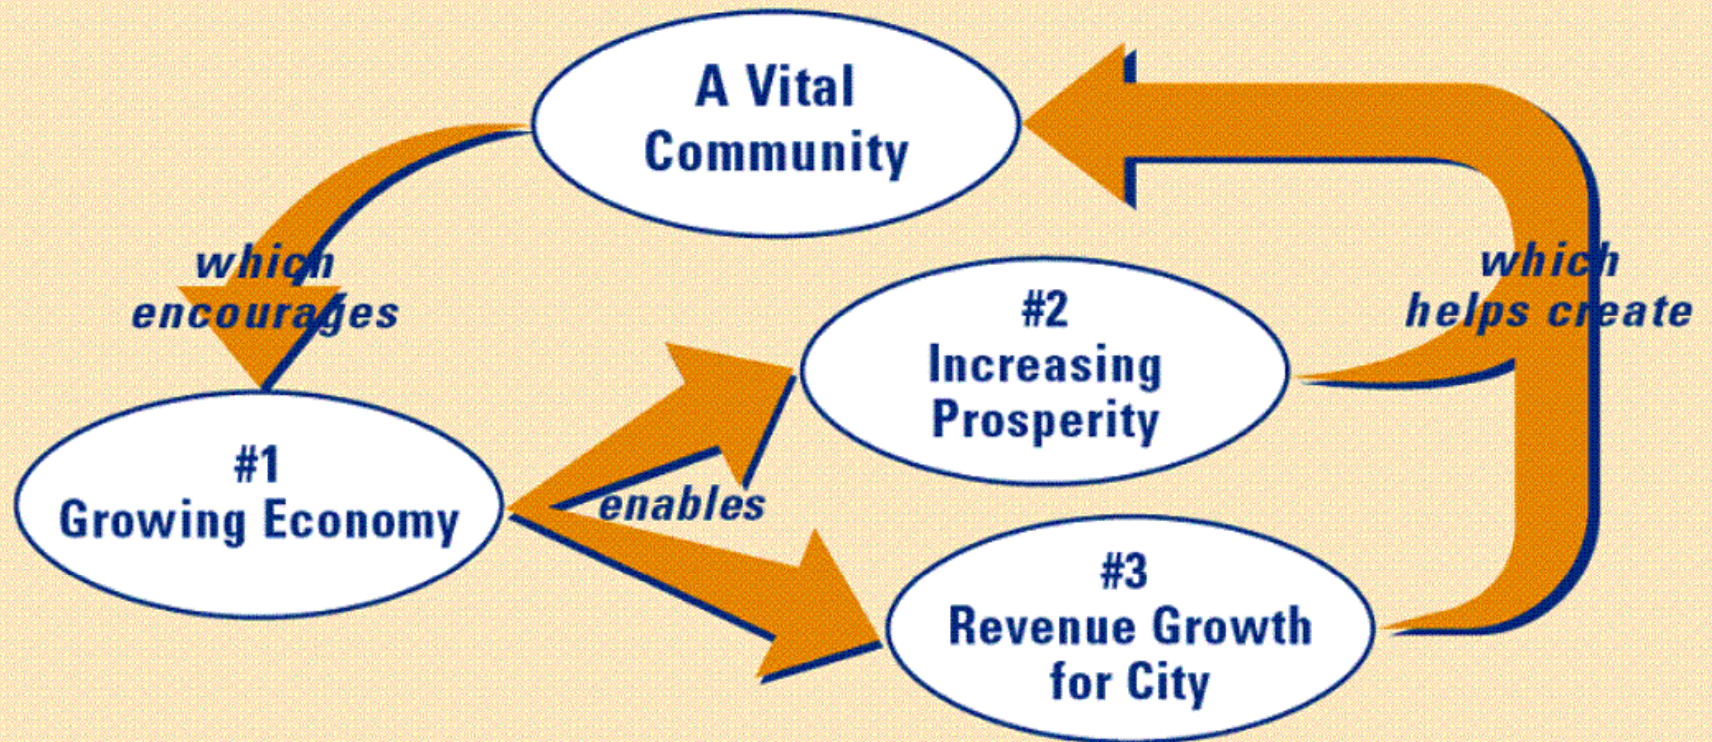 A Vital
Community
which
encourages
#1
Growing Economy
enables
#2
Increasing
Prosperity
#3
Revenue Growth
for City
which
helps create